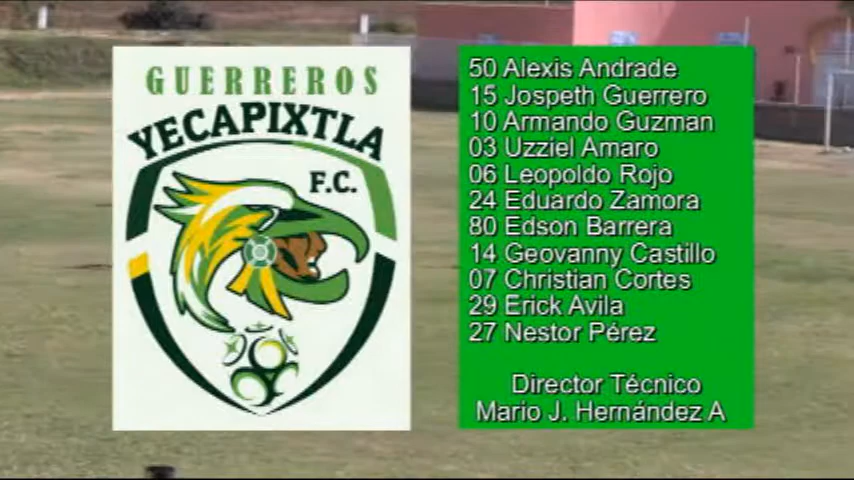 GUERREROS
YECAPIXTLA
F.C.
50 Alexis Andrade
15 Jospeth Guerrero
10 Armando Guzman
03 Uzziel Amaro
06 Leopoldo Rojo
24 Eduardo Zamora
80 Edson Barrera
14 Geovanny Castillo
07 Christian Cortes
29 Erick Avila
27 Nestor Pérez
Director Técnico
Mario J. Hernández A